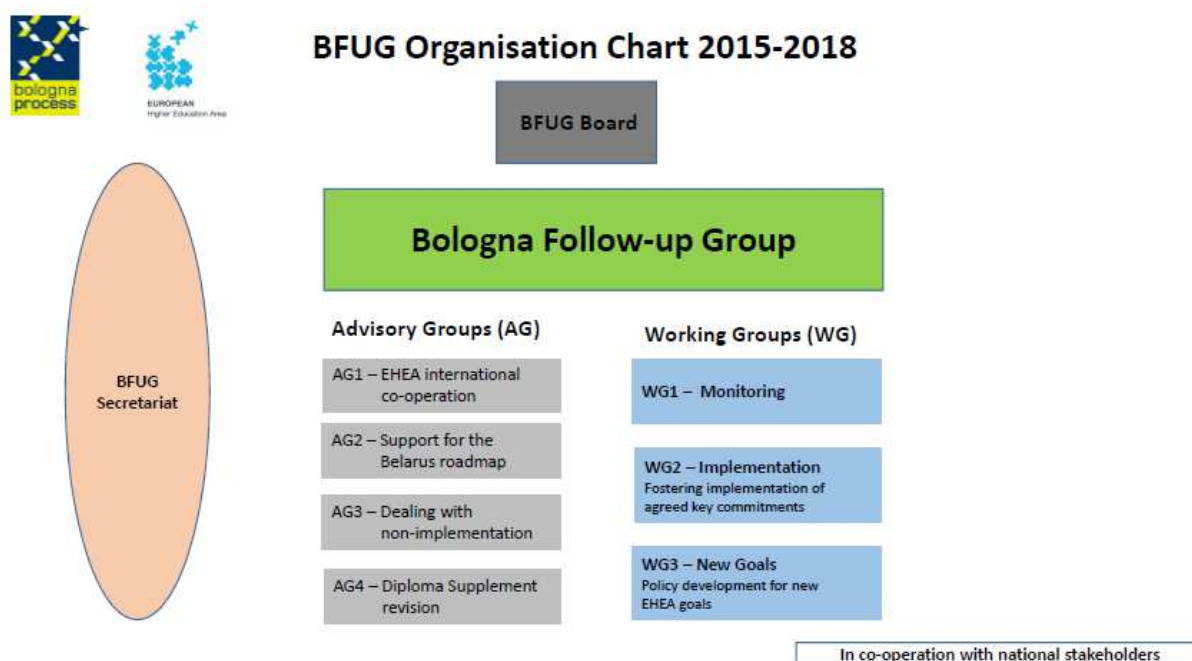 bologna
process
EUROPEAN
Higher Education Area
BFUG Organisation Chart 2015-2018
BFUG Board
Bologna Follow-up Group
BFUG
Secretariat
Advisory Groups (AG)
AG1 – EHEA international
co-operation
AG2 – Support for the
Belarus roadmap
AG3 – Dealing with
non-implementation
AG4 – Diploma Supplement
revision
Working Groups (WG)
WG1 – Monitoring
WG2 – Implementation
Fostering implementation of
agreed key commitments
WG3 – New Goals
Policy development for new
EHEA goals
In co-operation with national stakeholders